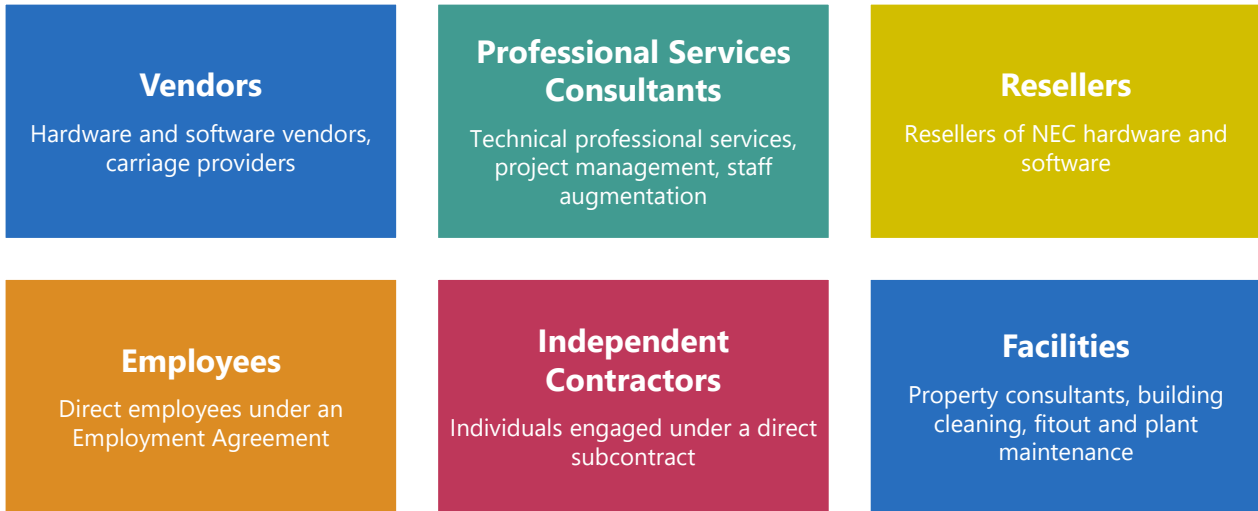 Vendors
Hardware and software vendors,
carriage providers
Professional Services
Consultants
Technical professional services,
project management, staff
augmentation
Resellers
Resellers of NEC hardware and
software
Employees
Direct employees under an
Employment Agreement
Independent
Contractors
Individuals engaged under a direct
subcontract
Facilities
Property consultants, building
cleaning, fitout and plant
maintenance